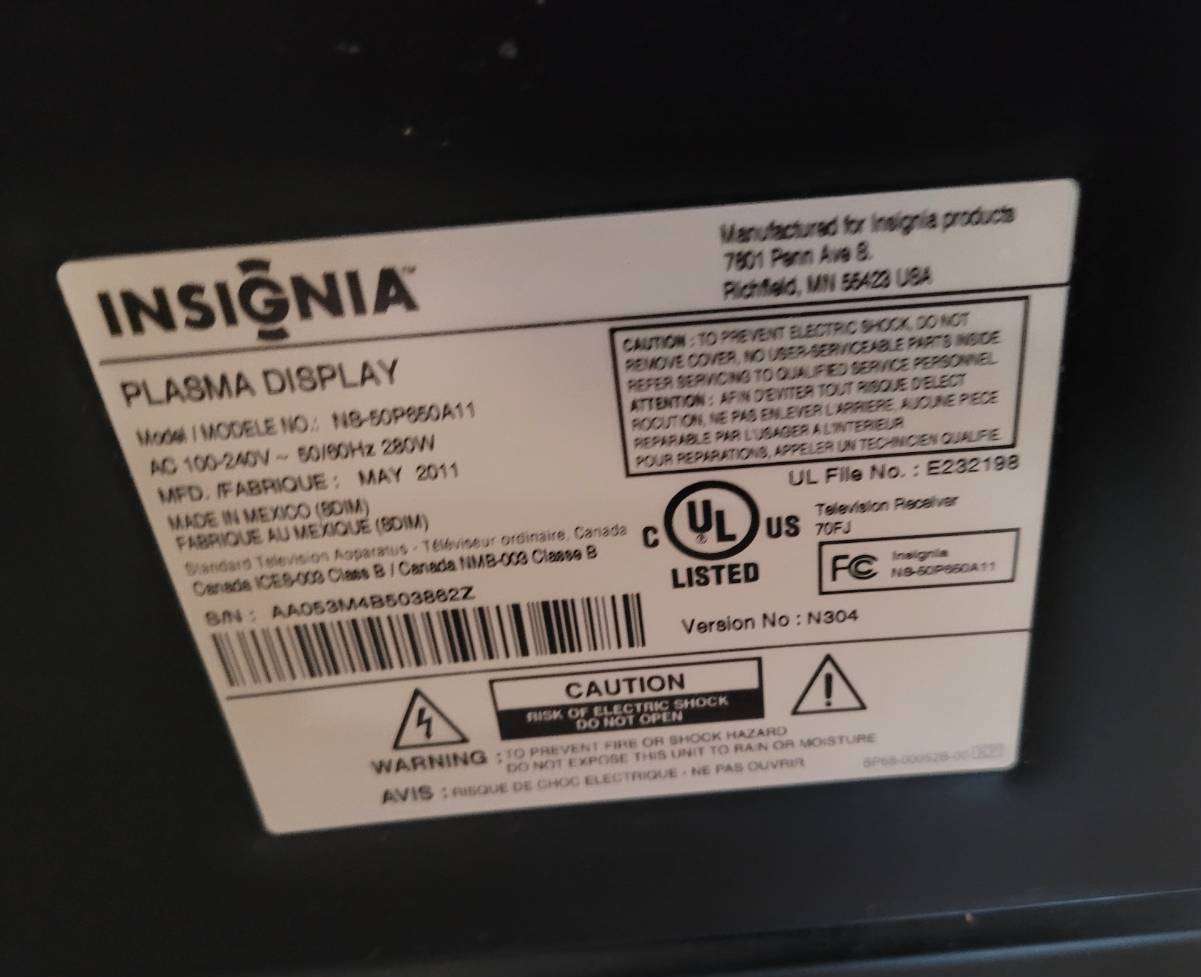 INSIGNIA™
Manufactured for Insignia products
7801 Penn Ave S.
Richfield, MN 55423 USA
PLASMA DISPLAY
Model / MODELE NO.: NS-50P650A11
AC 100-240V ~ 50/60Hz 280W
MFD. /FABRIQUE : MAY 2011
MADE IN MEXICO (SDIM)
FABRIQUE AU MEXIQUE (SDIM)
Standard Television Apparatus - Téléviseur ordinaire, Canada
Canada ICES-003 Class B / Canada NMB-003 Classe B
S/N : AA053M4B503862Z
CAUTION : TO PREVENT ELECTRIC SHOCK, DO NOT
REMOVE COVER, NO USER-SERVICEABLE PARTS INSIDE
REFER SERVICING TO QUALIFIED SERVICE PERSONNEL
ATTENTION : AFIN D'EVITER TOUT RISQUE D'ELECT
ROCUTION, NE PAS ENLEVER L'ARRIERE, AUCUNE PIECE
REPARABLE PAR L'USAGER A L'INTERIEUR
POUR REPARATIONS, APPELER UN TECHNICIEN QUALIFIE
UL File No. : E232198
C UL ® US
LISTED
Television Receiver
70FJ
FC Insignia
NS-50P650A11
Version No : N304
CAUTION
RISK OF ELECTRIC SHOCK
DO NOT OPEN
WARNING : TO PREVENT FIRE OR SHOCK HAZARD
DO NOT EXPOSE THIS UNIT TO RAIN OR MOISTURE
AVIS : RISQUE DE CHOC ELECTRIQUE - NE PAS OUVRIR